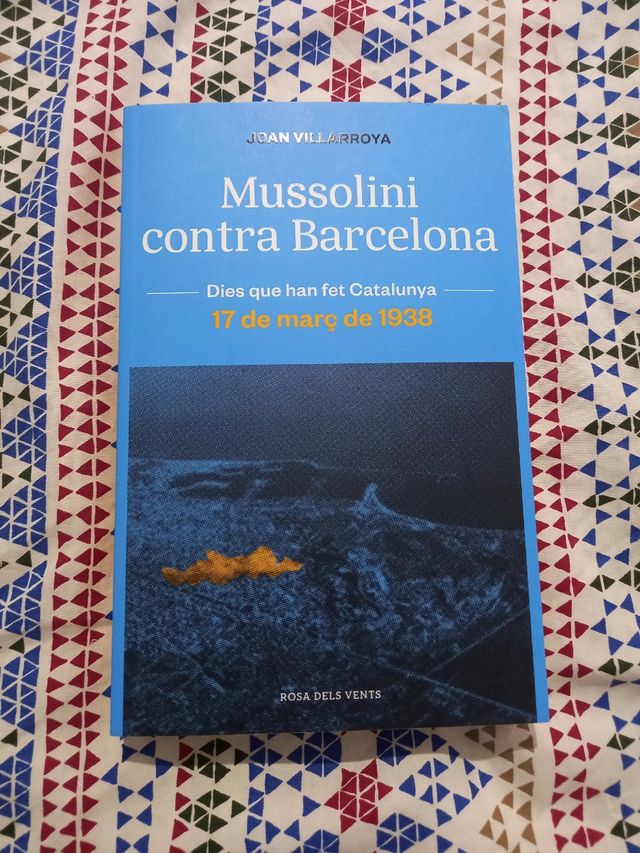 JOAN VILLARROYA
Mussolini
contra Barcelona
Dies que han fet Catalunya
17 de març de 1938
ROSA DELS VENTS